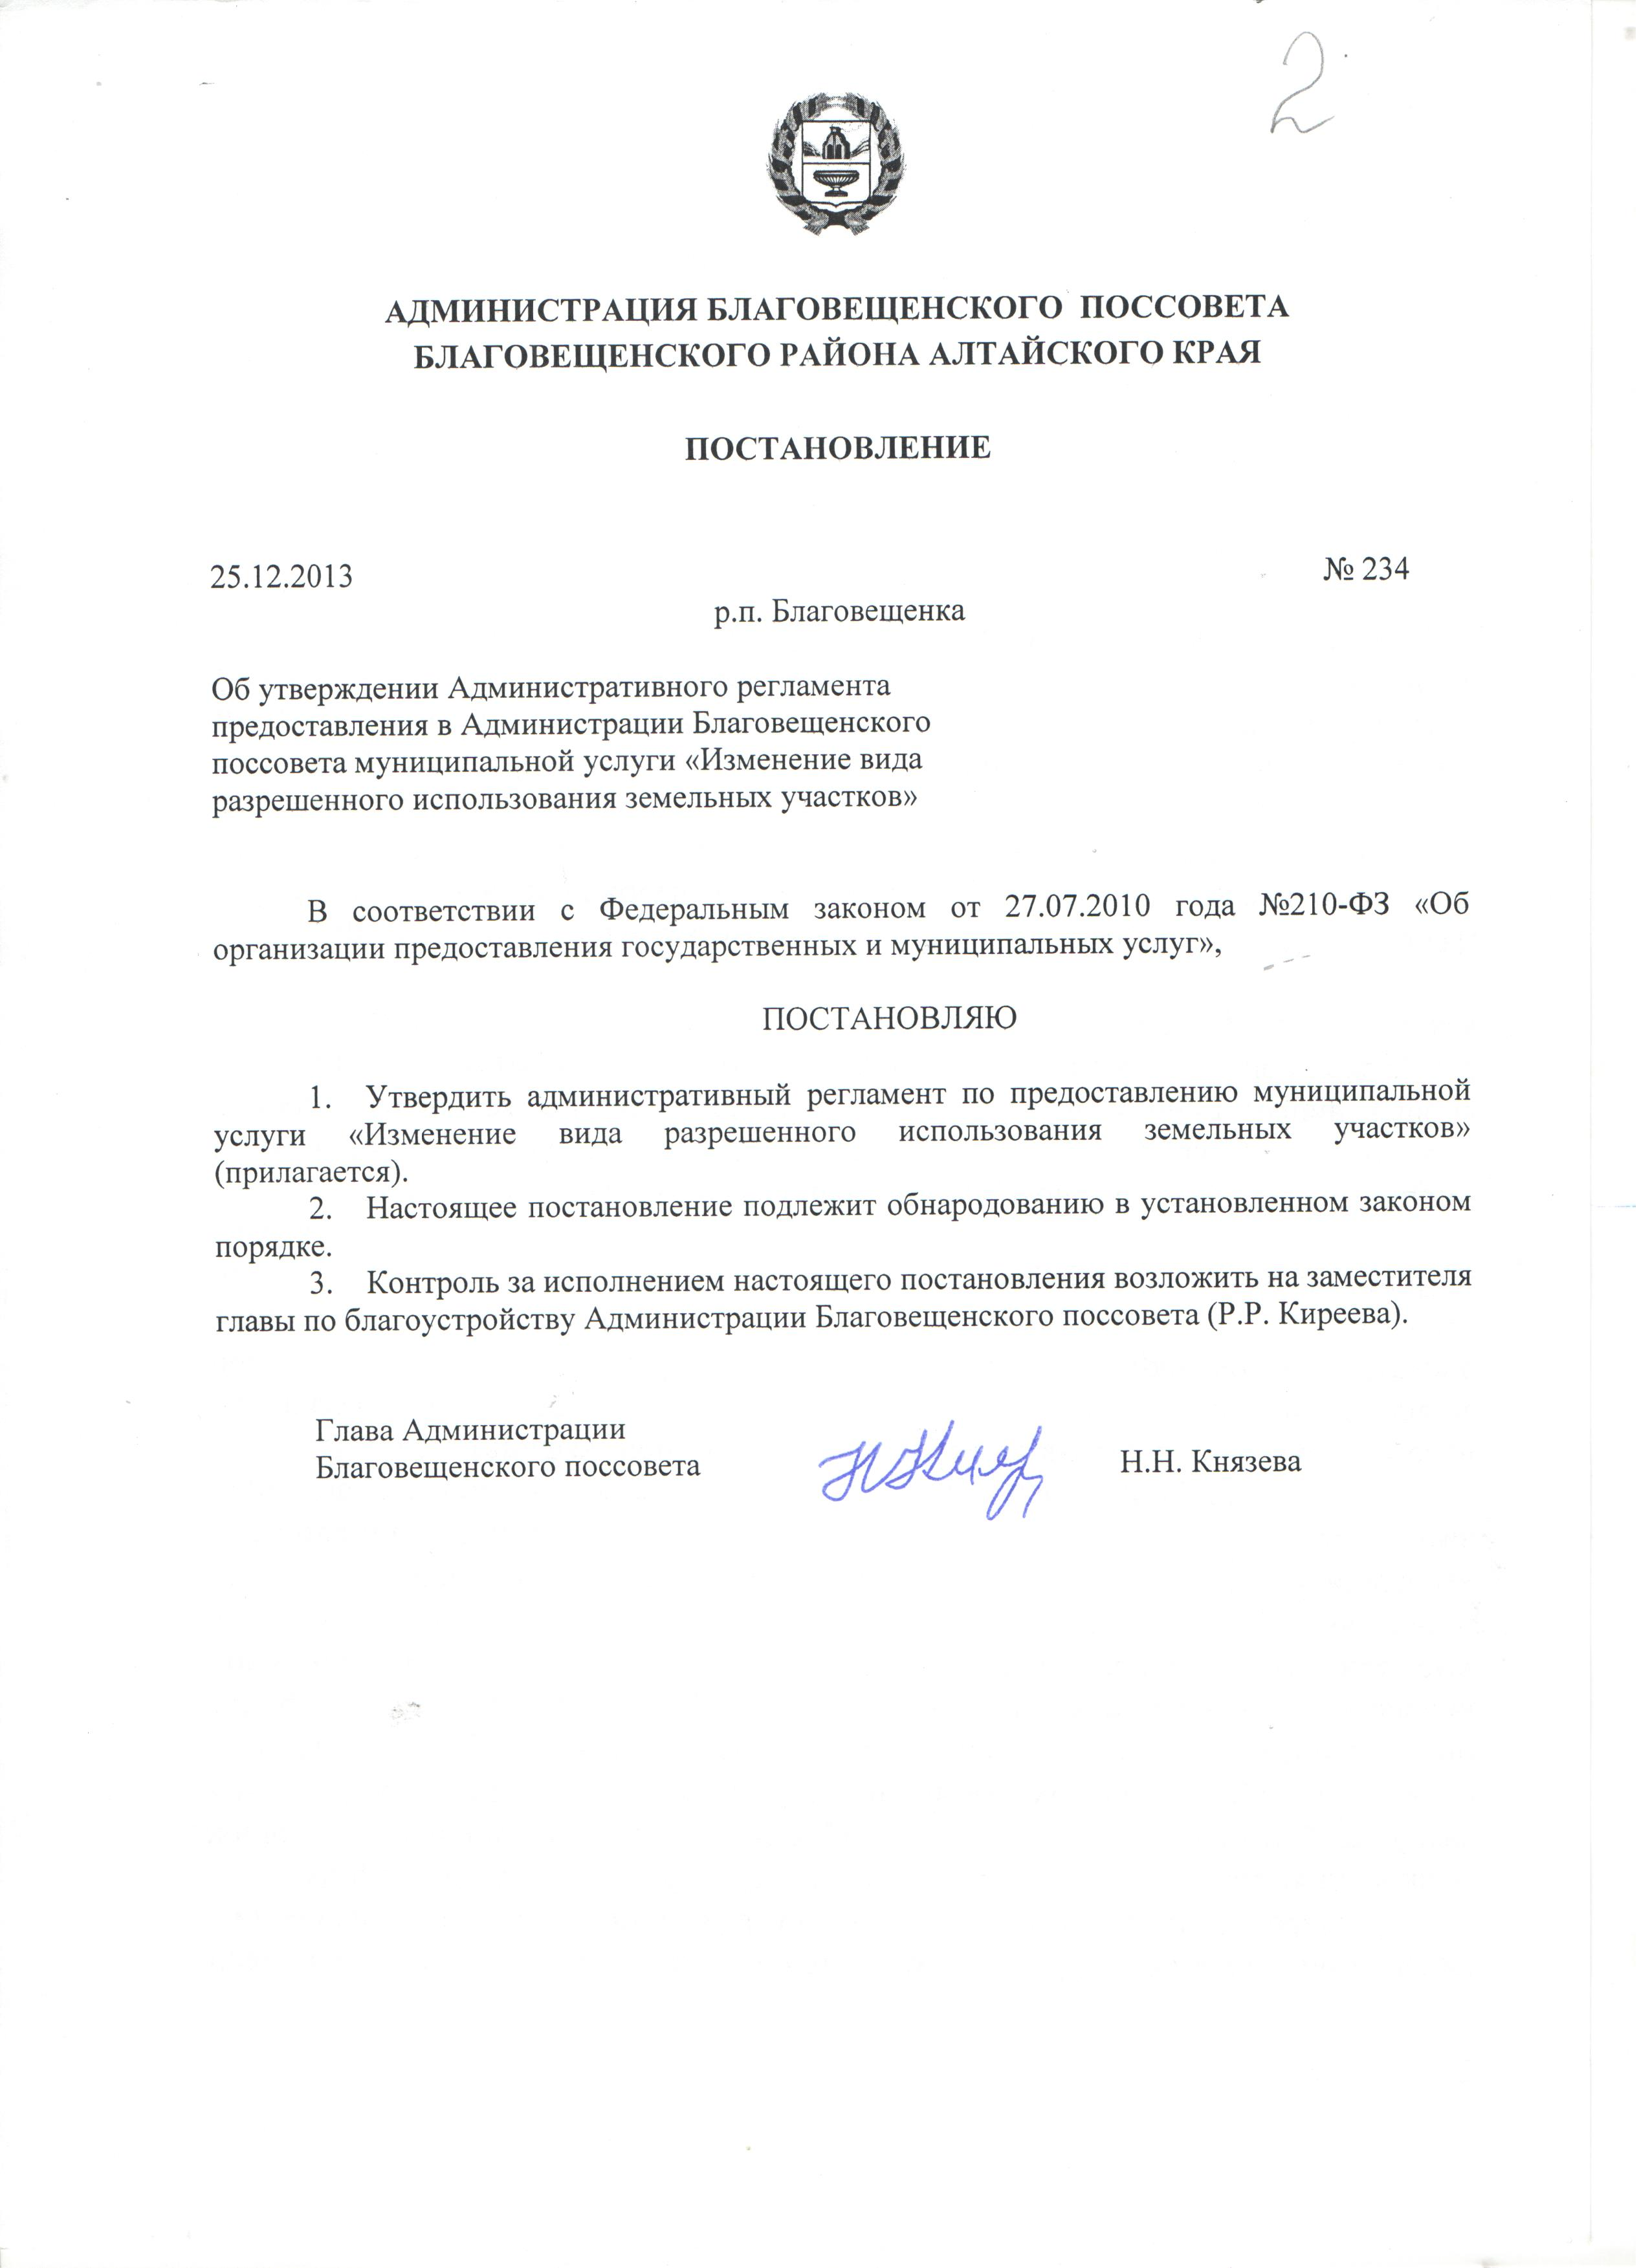 2
АДМИНИСТРАЦИЯ БЛАГОВЕЩЕНСКОГО ПОССОВЕТА
БЛАГОВЕЩЕНСКОГО РАЙОНА АЛТАЙСКОГО КРАЯ
ПОСТАНОВЛЕНИЕ
25.12.2013 № 234
р.п. Благовещенка
Об утверждении Административного регламента
предоставления в Администрации Благовещенского
поссовета муниципальной услуги «Изменение вида
разрешенного использования земельных участков»
В соответствии с Федеральным законом от 27.07.2010 года №210-ФЗ «Об
организации предоставления государственных и муниципальных услуг»,
ПОСТАНОВЛЯЮ
1. Утвердить административный регламент по предоставлению муниципальной
услуги «Изменение вида разрешенного использования земельных участков»
(прилагается).
2. Настоящее постановление подлежит обнародованию в установленном законом
порядке.
3. Контроль за исполнением настоящего постановления возложить на заместителя
главы по благоустройству Администрации Благовещенского поссовета (Р.Р. Киреева).
Глава Администрации
Благовещенского поссовета Н.Н. Князева